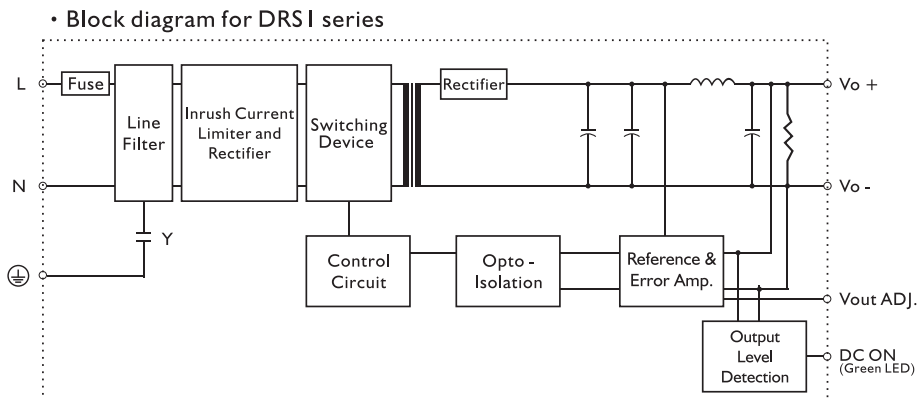 • Block diagram for DRS1 series
L
Fuse
Line
Filter
Inrush Current
Limiter and
Rectifier
Switching
Device
Rectifier
Vo +
N
Vo -
Y
Control
Circuit
Opto -
Isolation
Reference &
Error Amp.
Vout ADJ.
Output
Level
Detection
DC ON
(Green LED)